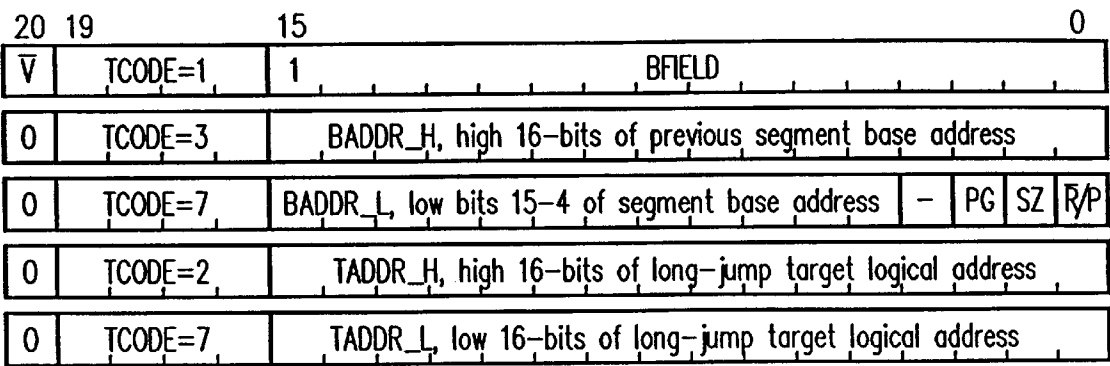 20 19 15 0
V̅ TCODE=1 1 BFIELD
0 TCODE=3 BADDR_H, high 16-bits of previous segment base address
0 TCODE=7 BADDR_L, low bits 15-4 of segment base address - PG SZ R̅/P
0 TCODE=2 TADDR_H, high 16-bits of long-jump target logical address
0 TCODE=7 TADDR_L, low 16-bits of long-jump target logical address